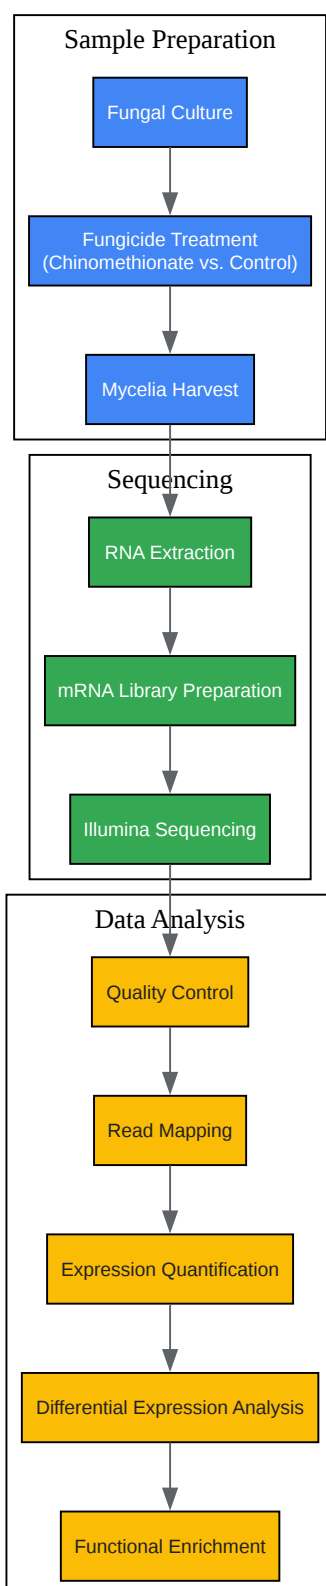 Sample Preparation
Fungal Culture
Fungicide Treatment
(Chinomethionate vs. Control)
Mycelia Harvest
Sequencing
RNA Extraction
mRNA Library Preparation
Illumina Sequencing
Data Analysis
Quality Control
Read Mapping
Expression Quantification
Differential Expression Analysis
Functional Enrichment